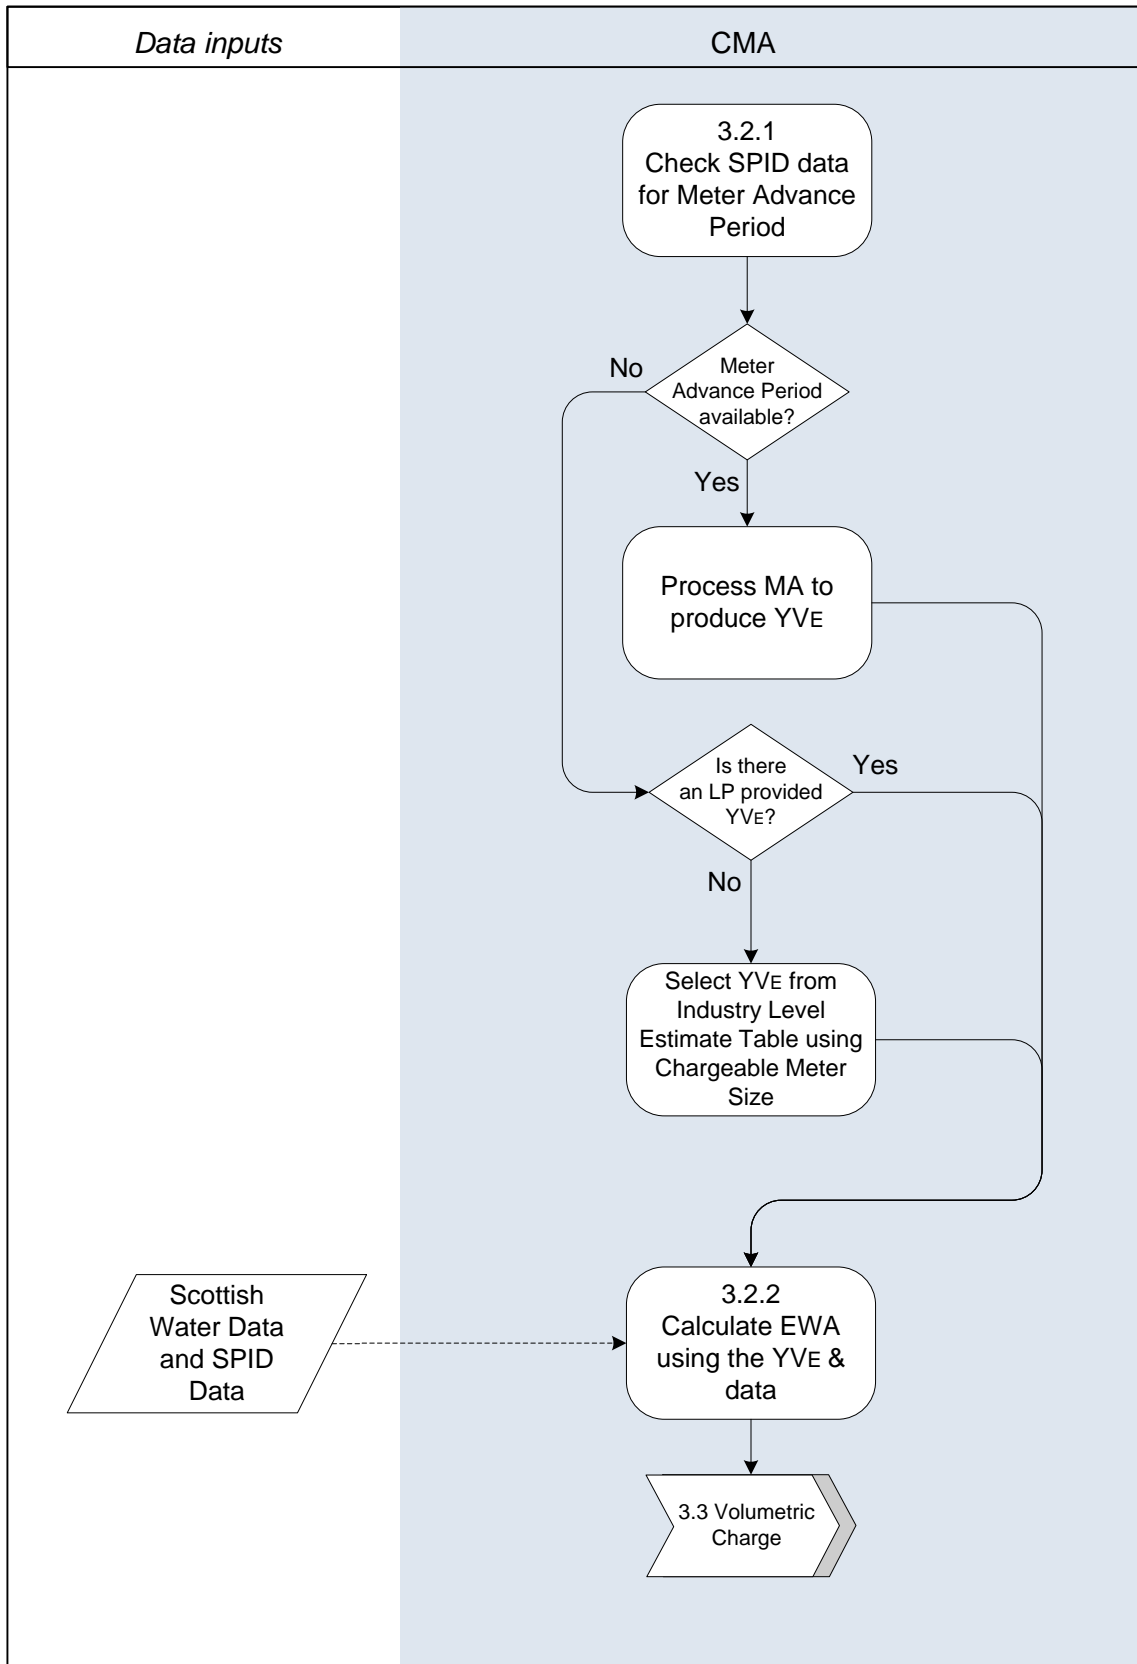 Data inputs
CMA
3.2.1
Check SPID data
for Meter Advance
Period
No
Meter
Advance Period
available?
Yes
Process MA to
produce YVE
Is there
an LP provided
YVE?
Yes
No
Select YVE from
Industry Level
Estimate Table using
Chargeable Meter
Size
Scottish
Water Data
and SPID
Data
3.2.2
Calculate EWA
using the YVE &
data
3.3 Volumetric
Charge